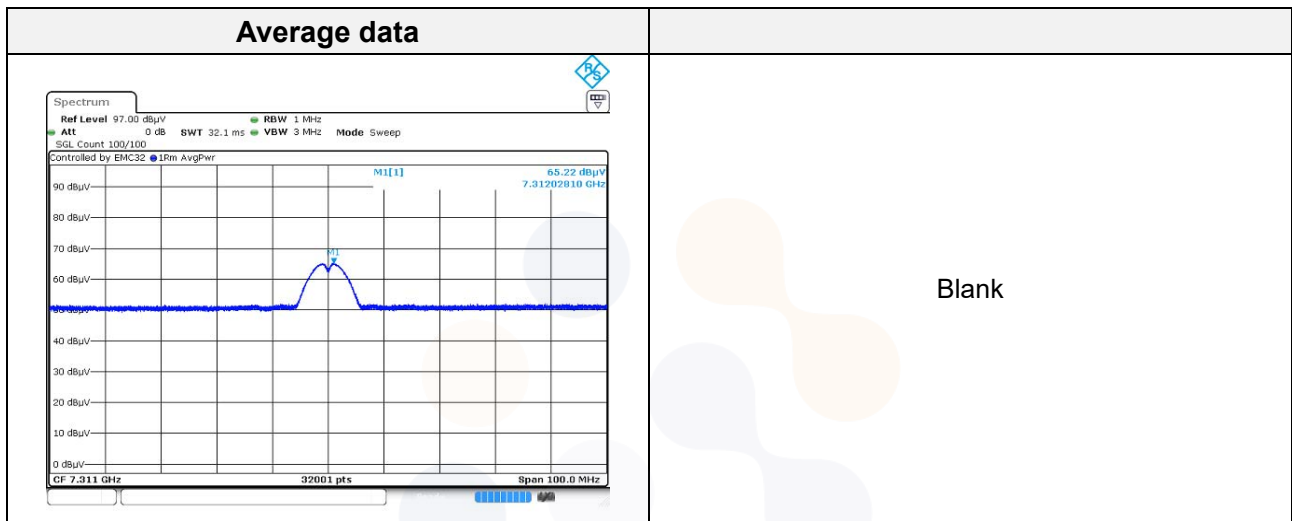 Average data
R&S
Spectrum
Ref Level 97.00 dBµV RBW 1 MHz
Att 0 dB SWT 32.1 ms VBW 3 MHz Mode Sweep
SGL Count 100/100
Controlled by EMC32 1Rm AvgPwr
M1[1] 65.22 dBµV
7.31202810 GHz
90 dBµV
80 dBµV
70 dBµV
M1
60 dBµV
Blank
40 dBµV
30 dBµV
20 dBµV
10 dBµV
0 dBµV
CF 7.311 GHz 32001 pts Span 100.0 MHz